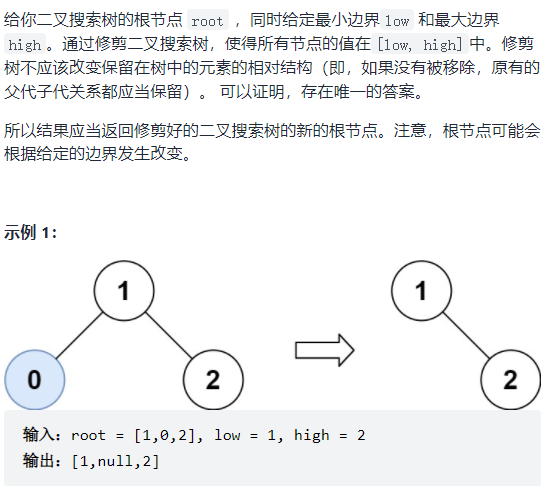 给你二叉搜索树的根节点 root ，同时给定最小边界low 和最大边界
high。通过修剪二叉搜索树，使得所有节点的值在[low, high]中。修剪
树不应该改变保留在树中的元素的相对结构（即，如果没有被移除，原有的
父代子代关系都应当保留）。 可以证明，存在唯一的答案。
所以结果应当返回修剪好的二叉搜索树的新的根节点。注意，根节点可能会
根据给定的边界发生改变。
示例 1：
1
0
2
1
2
输入：root = [1,0,2], low = 1, high = 2
输出：[1,null,2]